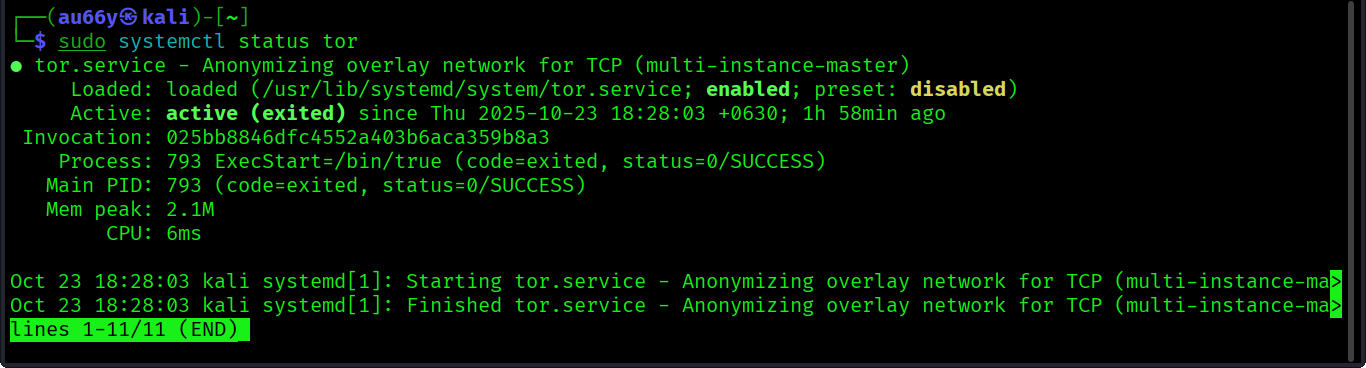 ┌──(au66y㉿kali)-[~]
└─$ sudo systemctl status tor
● tor.service - Anonymizing overlay network for TCP (multi-instance-master)
     Loaded: loaded (/usr/lib/systemd/system/tor.service; enabled; preset: disabled)
     Active: active (exited) since Thu 2025-10-23 18:28:03 +0630; 1h 58min ago
 Invocation: 025bb8846dfc4552a403b6aca359b8a3
    Process: 793 ExecStart=/bin/true (code=exited, status=0/SUCCESS)
   Main PID: 793 (code=exited, status=0/SUCCESS)
   Mem peak: 2.1M
        CPU: 6ms

Oct 23 18:28:03 kali systemd[1]: Starting tor.service - Anonymizing overlay network for TCP (multi-instance-ma>
Oct 23 18:28:03 kali systemd[1]: Finished tor.service - Anonymizing overlay network for TCP (multi-instance-ma>
lines 1-11/11 (END)